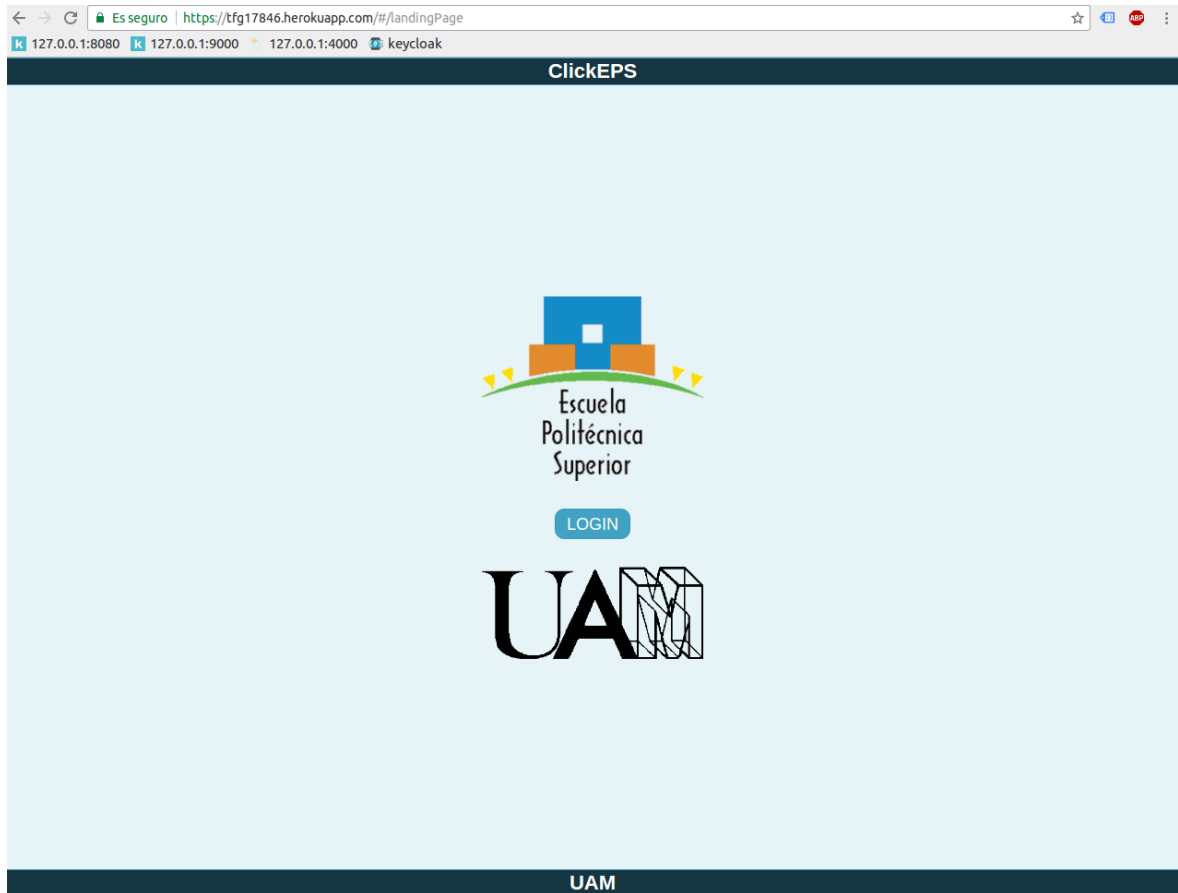 Es seguro | https://tfg17846.herokuapp.com/#/landingPage
ABP
k 127.0.0.1:8080 k 127.0.0.1:9000 127.0.0.1:4000 keycloak
ClickEPS
Escuela
Politécnica
Superior
LOGIN
UAM
UAM